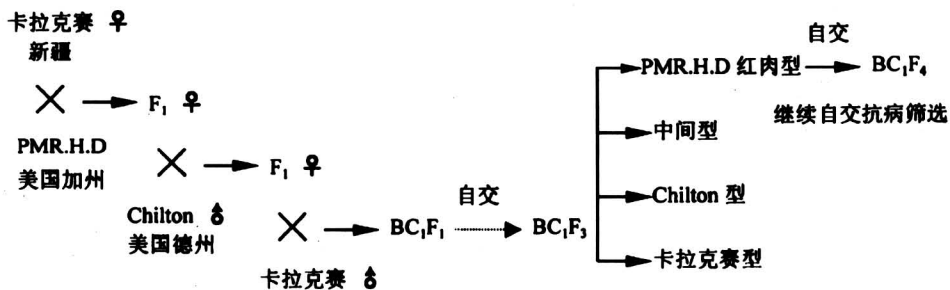 卡拉克赛 ♀
新疆
PMR.H.D
美国加州
F₁ ♀
Chilton ♂
美国德州
F₁ ♀
卡拉克赛 ♂
BC₁F₁
自交
BC₁F₃
PMR.H.D 红肉型
自交
BC₁F₄
继续自交抗病筛选
中间型
Chilton 型
卡拉克赛型